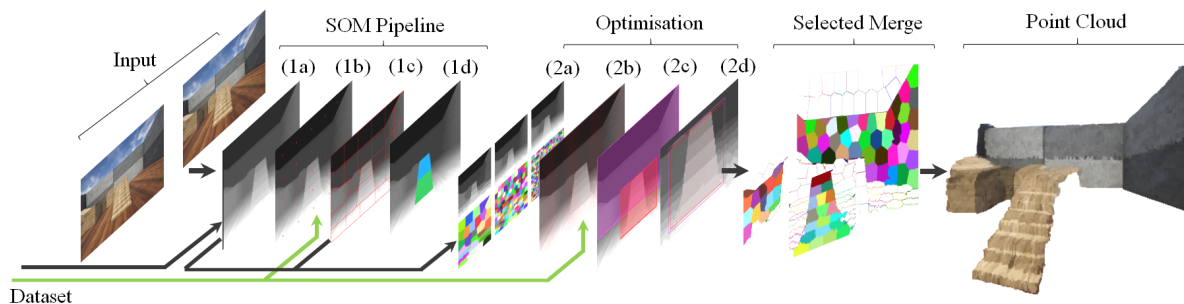 SOM Pipeline
Optimisation
Selected Merge
Point Cloud
Input
(1a) (1b) (1c) (1d)
(2a) (2b) (2c) (2d)
Dataset